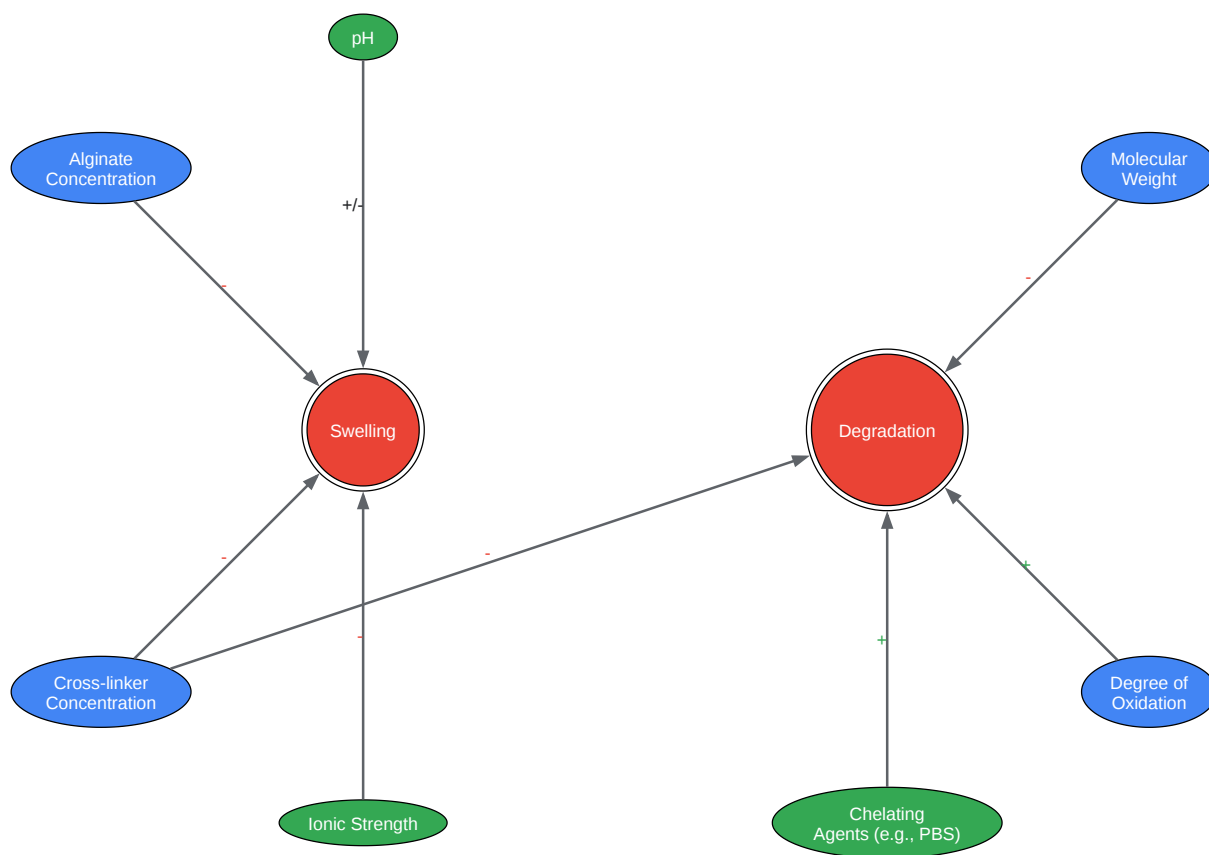 pH
Alginate
Concentration
Molecular
Weight
+/-
-
-
Swelling
Degradation
-
-
+
-
+
Cross-linker
Concentration
Degree of
Oxidation
Ionic Strength
Chelating
Agents (e.g., PBS)